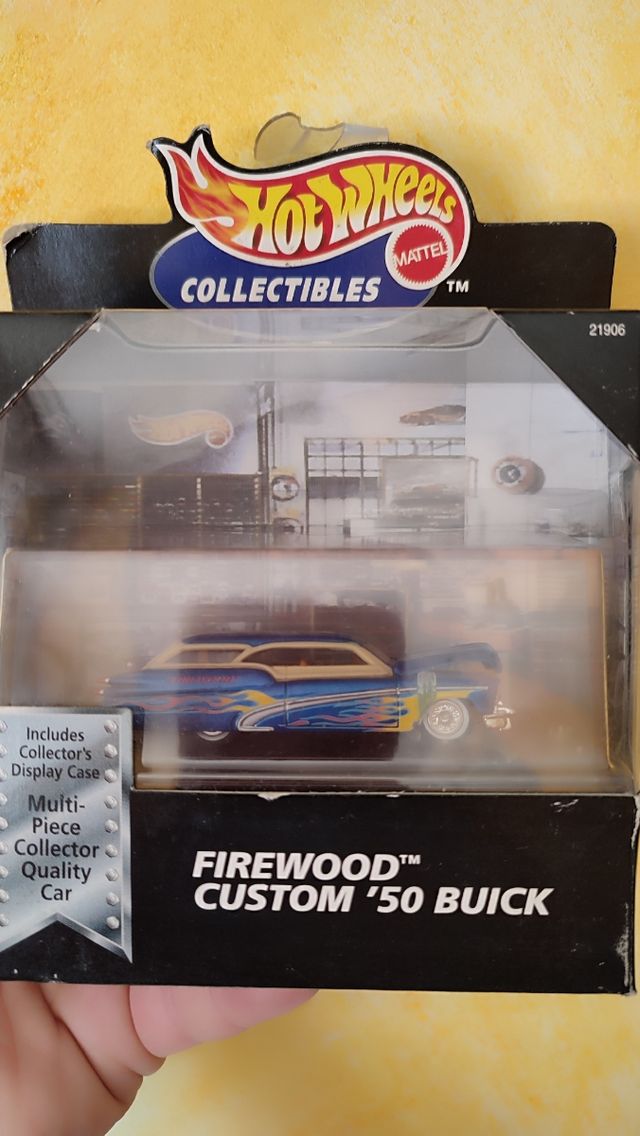 HOT WHEELS
MATTEL
COLLECTIBLES ™
21906
Includes
Collector's
Display Case
Multi-
Piece
Collector
Quality
Car
FIREWOOD™
CUSTOM '50 BUICK